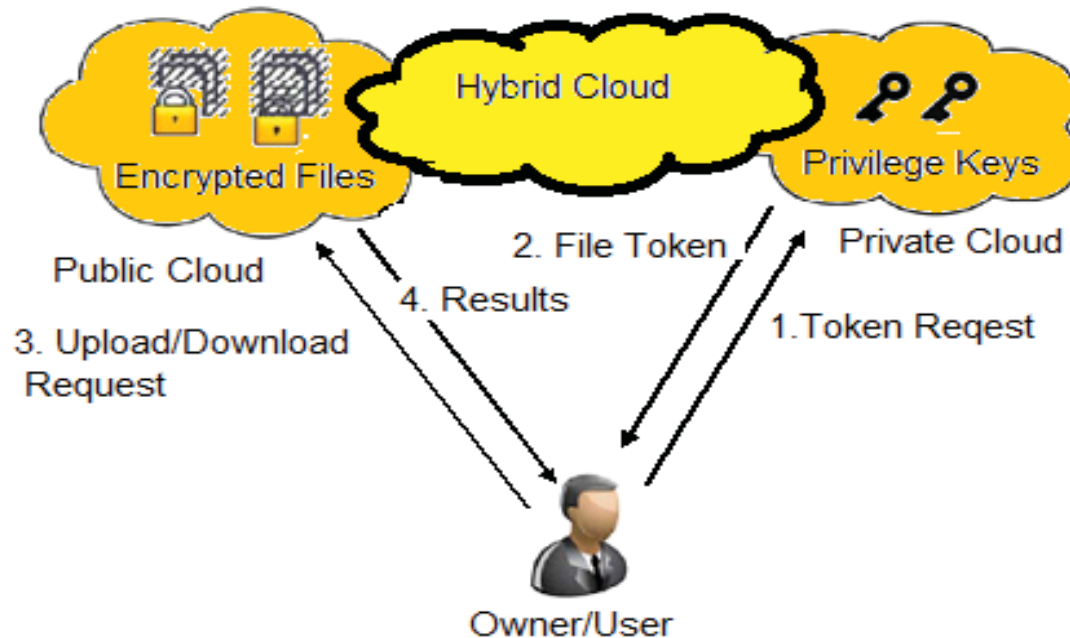 Hybrid Cloud
Encrypted Files
Privilege Keys
Public Cloud
2. File Token
Private Cloud
4. Results
3. Upload/Download
Request
1.Token Reqest
Owner/User